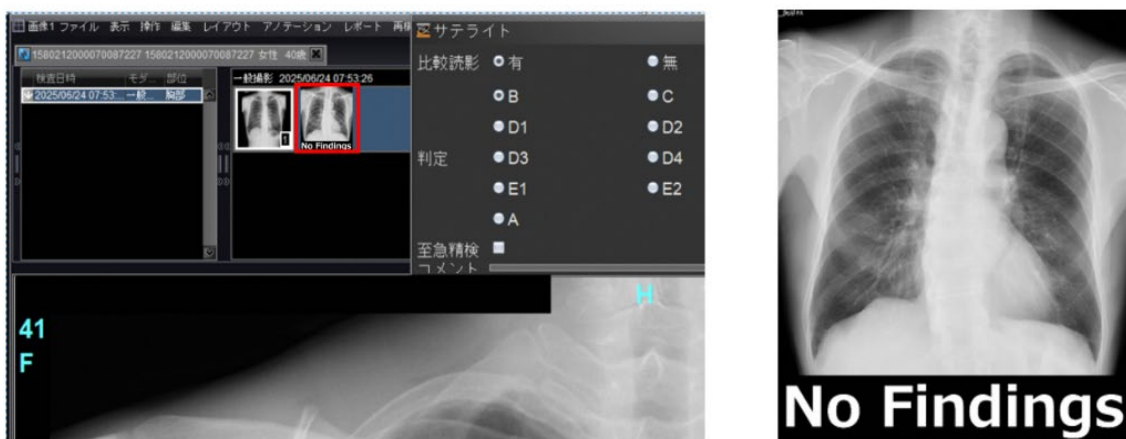 画像1 ファイル 表示 操作 編集 レイアウト アノテーション レポート 再構
1580212000070087227 1580212000070087227 女性 40歳
検査日時 モダ... 部位
2025/06/24 07:53:... 一般... 胸部
一般撮影 2025/06/24 07:53:26
1
No Findings
サテライト
比較読影 有 無
B C
D1 D2
判定 D3 D4
E1 E2
A
至急精検
コメント
H
41
F
No Findings